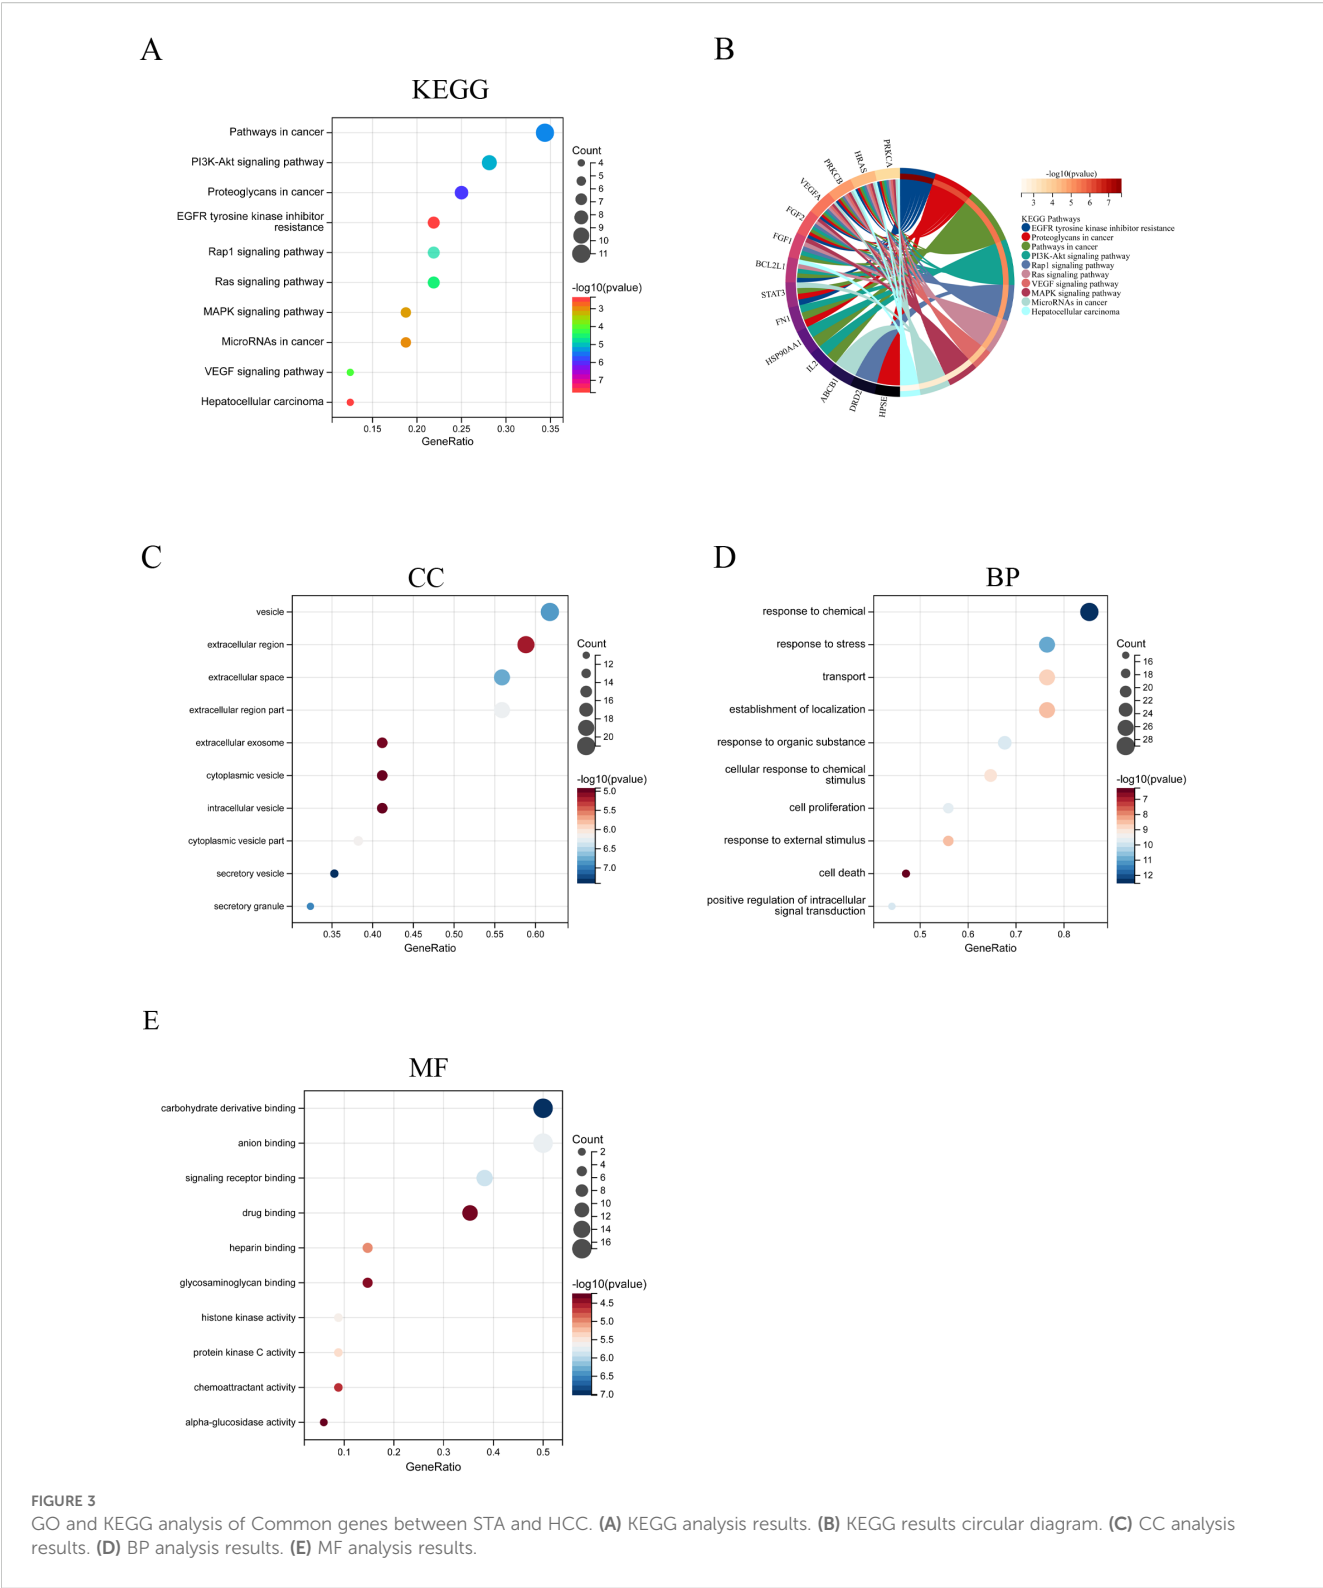 A
KEGG
Pathways in cancer
PI3K-Akt signaling pathway
Proteoglycans in cancer
EGFR tyrosine kinase inhibitor
resistance
Rap1 signaling pathway
Ras signaling pathway
MAPK signaling pathway
MicroRNAs in cancer
VEGF signaling pathway
Hepatocellular carcinoma
0.15 0.20 0.25 0.30 0.35
GeneRatio
Count
4
5
6
7
8
9
10
11
-log10(pvalue)
3
4
5
6
7
B
PRKCA
HRAS
PRKCB
VEGFA
FGF2
FGF1
BCL2L1
STAT3
FN1
HSP90AA1
IL2
ABCB1
DRD2
HPSE
-log10(pvalue)
3 4 5 6 7
KEGG Pathways
EGFR tyrosine kinase inhibitor resistance
Proteoglycans in cancer
Pathways in cancer
PI3K-Akt signaling pathway
Rap1 signaling pathway
Ras signaling pathway
VEGF signaling pathway
MAPK signaling pathway
MicroRNAs in cancer
Hepatocellular carcinoma
C
CC
vesicle
extracellular region
extracellular space
extracellular region part
extracellular exosome
cytoplasmic vesicle
intracellular vesicle
cytoplasmic vesicle part
secretory vesicle
secretory granule
0.35 0.40 0.45 0.50 0.55 0.60
GeneRatio
Count
12
14
16
18
20
-log10(pvalue)
5.0
5.5
6.0
6.5
7.0
D
BP
response to chemical
response to stress
transport
establishment of localization
response to organic substance
cellular response to chemical
stimulus
cell proliferation
response to external stimulus
cell death
positive regulation of intracellular
signal transduction
0.5 0.6 0.7 0.8
GeneRatio
Count
16
18
20
22
24
26
28
-log10(pvalue)
7
8
9
10
11
12
E
MF
carbohydrate derivative binding
anion binding
signaling receptor binding
drug binding
heparin binding
glycosaminoglycan binding
histone kinase activity
protein kinase C activity
chemoattractant activity
alpha-glucosidase activity
0.1 0.2 0.3 0.4 0.5
GeneRatio
Count
2
4
6
8
10
12
14
16
-log10(pvalue)
4.5
5.0
5.5
6.0
6.5
7.0
FIGURE 3
GO and KEGG analysis of Common genes between STA and HCC. (A) KEGG analysis results. (B) KEGG results circular diagram. (C) CC analysis
results. (D) BP analysis results. (E) MF analysis results.